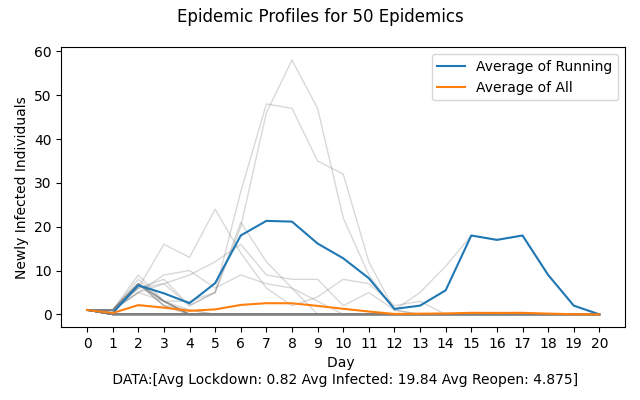 Epidemic Profiles for 50 Epidemics
Newly Infected Individuals
60
50
40
30
20
10
0
Average of Running
Average of All
0 1 2 3 4 5 6 7 8 9 10 11 12 13 14 15 16 17 18 19 20
Day
DATA:[Avg Lockdown: 0.82 Avg Infected: 19.84 Avg Reopen: 4.875]